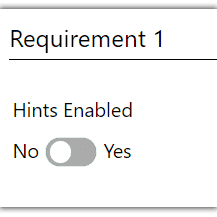 Requirement 1
Hints Enabled
No Yes